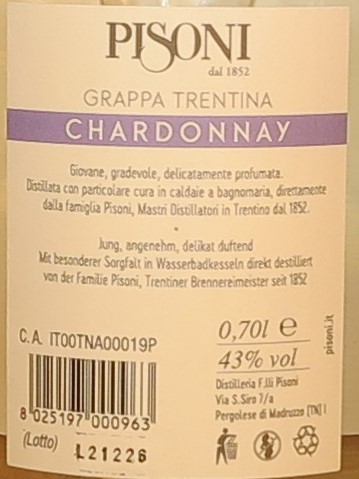 PISONI
dal 1852
GRAPPA TRENTINA
CHARDONNAY
Giovane, gradevole, delicatamente profumata.
Distillata con particolare cura in caldaie a bagnomaria, direttamente
dalla famiglia Pisoni, Mastri Distillatori in Trentino dal 1852.
Jung, angenehm, delikat duftend
Mit besonderer Sorgfalt in Wasserbadkesseln direkt destilliert
von der Familie Pisoni, Trentiner Brennereimeister seit 1852
C.A. IT00TNA00019P
8 025197 000963
(Lotto) L21226
0,70l e
43% vol
Distilleria F.lli Pisoni
Via S.Siro 7/a
Pergolese di Madruzzo (TN) I
pisoni.it